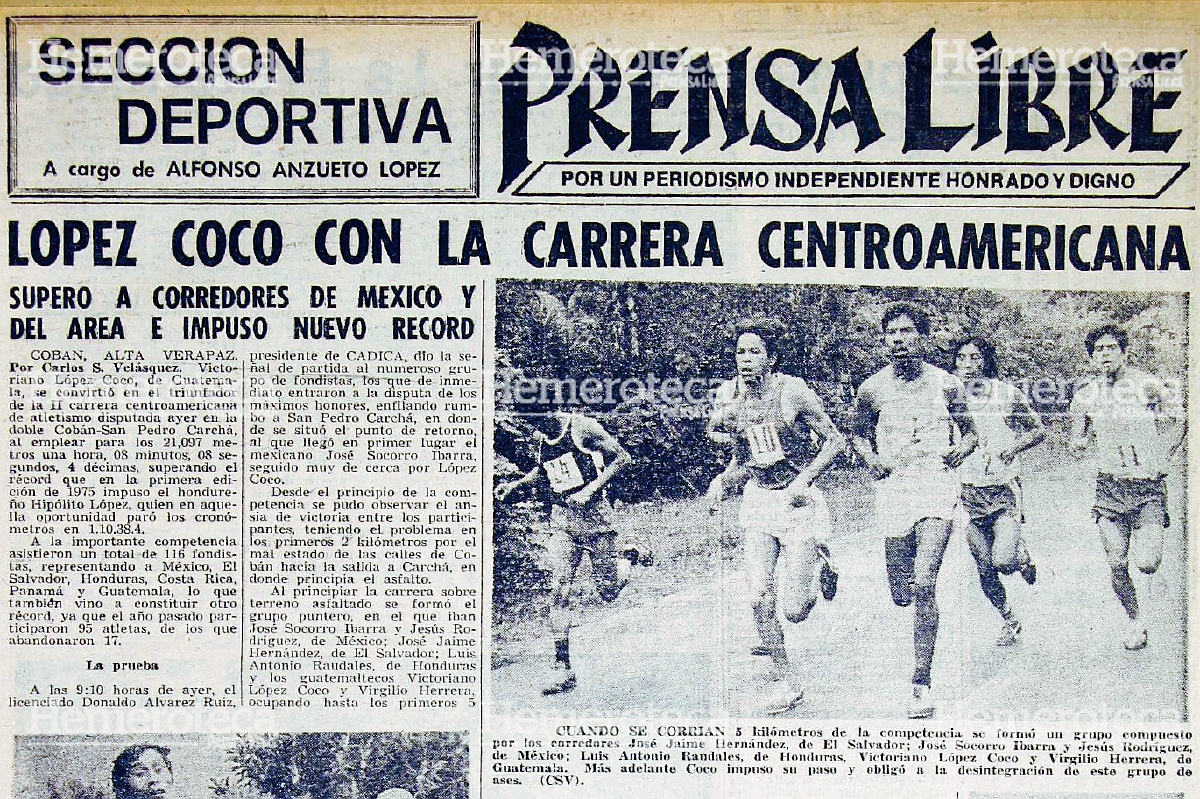 SECCION
DEPORTIVA
A cargo de ALFONSO ANZUETO LOPEZ
PRENSA LIBRE
POR UN PERIODISMO INDEPENDIENTE HONRADO Y DIGNO
LOPEZ COCO CON LA CARRERA CENTROAMERICANA
SUPERO A CORREDORES DE MEXICO Y
DEL AREA E IMPUSO NUEVO RECORD
COBAN, ALTA VERAPAZ.
Por Carlos S. Velásquez. Victo-
riano López Coco, de Guatema-
la, se convirtió en el triunfador
de la II carrera centroamericana
de atletismo disputada ayer en la
doble Cobán-San Pedro Carchá,
al emplear para los 21,097 me-
tros una hora, 08 minutos, 08 se-
gundos, 4 décimas, superando el
récord que en la primera edi-
ción de 1975 impuso el hondure-
ño Hipólito López, quien en aque-
lla oportunidad paró los cronó-
metros en 1.10.38.4.
A la importante competencia
asistieron un total de 116 fondis-
tas, representando a México, El
Salvador, Honduras, Costa Rica,
Panamá y Guatemala, lo que
también vino a constituir otro
récord, ya que el año pasado par-
ticiparon 95 atletas, de los que
abandonaron 17.
La prueba
A las 9:10 horas de ayer, el
licenciado Donaldo Alvarez Ruiz,
presidente de CADICA, dio la se-
ñal de partida al numeroso gru-
po de fondistas, los que de inme-
diato entraron a la disputa de los
máximos honores, enfilando rum-
bo a San Pedro Carchá, en don-
de se situó el punto de retorno,
al que llegó en primer lugar el
mexicano José Socorro Ibarra,
seguido muy de cerca por López
Coco.
Desde el principio de la com-
petencia se pudo observar el an-
sia de victoria entre los partici-
pantes, teniendo el problema en
los primeros 2 kilómetros por el
mal estado de las calles de Co-
bán hacia la salida a Carchá, en
donde principia el asfalto.
Al principiar la carrera sobre
terreno asfaltado se formó el
grupo puntero, en el que iban
José Socorro Ibarra y Jesús Ro-
dríguez, de México; José Jaime
Hernández, de El Salvador; Luis
Antonio Raudales, de Honduras
y los guatemaltecos Victoriano
López Coco y Virgilio Herrera,
ocupando hasta los primeros 5
11
CUANDO SE CORRIAN 5 kilómetros de la competencia se formó un grupo compuesto
por los corredores José Jaime Hernández, de El Salvador; José Socorro Ibarra y Jesús Rodríguez,
de México; Luis Antonio Raudales, de Honduras, Victoriano López Coco y Virgilio Herrera, de
Guatemala. Más adelante Coco impuso su paso y obligó a la desintegración de este grupo de
ases. (CSV).
Hemeroteca
PRENSA LIBRE